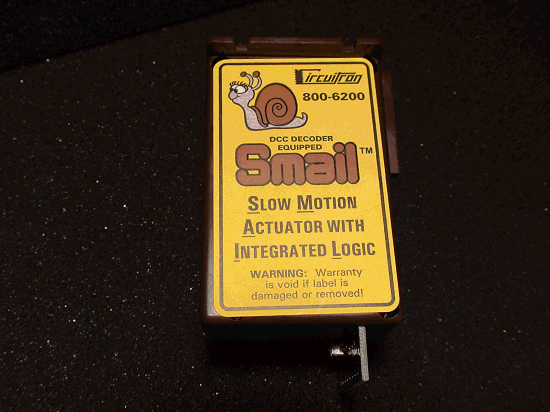 Circuitron
800-6200
DCC DECODER
EQUIPPED
Smail™
SLOW MOTION
ACTUATOR WITH
INTEGRATED LOGIC
WARNING: Warranty
is void if label is
damaged or removed!